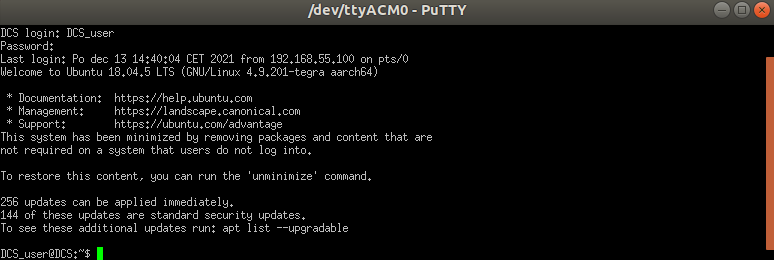 /dev/ttyACM0 - PuTTY
DCS login: DCS_user
Password:
Last login: Po dec 13 14:40:04 CET 2021 from 192.168.55.100 on pts/0
Welcome to Ubuntu 18.04.5 LTS (GNU/Linux 4.9.201-tegra aarch64)
* Documentation:  https://help.ubuntu.com
* Management:     https://landscape.canonical.com
* Support:        https://ubuntu.com/advantage
This system has been minimized by removing packages and content that are
not required on a system that users do not log into.
To restore this content, you can run the 'unminimize' command.
256 updates can be applied immediately.
144 of these updates are standard security updates.
To see these additional updates run: apt list --upgradable
DCS_user@DCS:~$